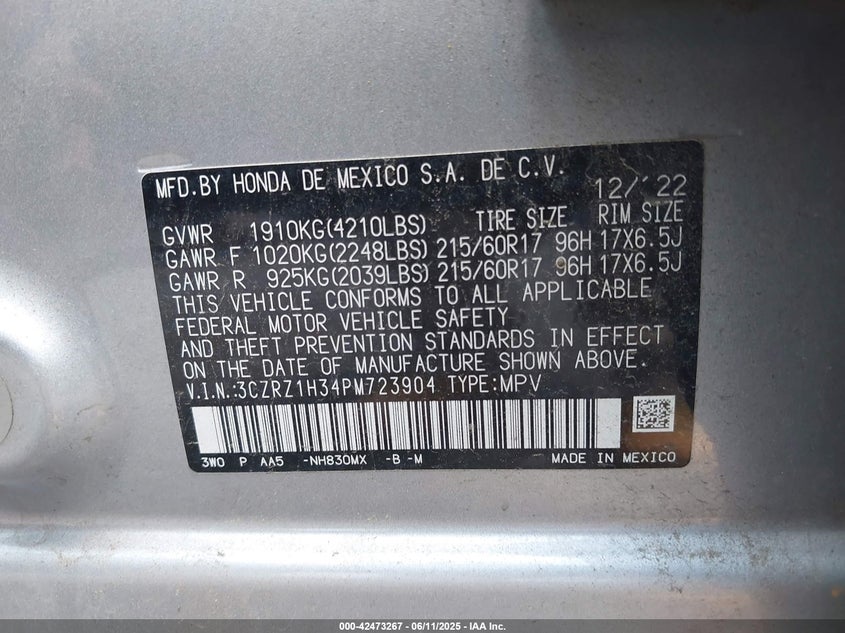 MFD.BY HONDA DE MEXICO S.A. DE C.V. 12/'22
GVWR 1910KG(4210LBS) TIRE SIZE RIM SIZE
GAWR F 1020KG(2248LBS) 215/60R17 96H 17X6.5J
GAWR R 925KG(2039LBS) 215/60R17 96H 17X6.5J
THIS VEHICLE CONFORMS TO ALL APPLICABLE
FEDERAL MOTOR VEHICLE SAFETY
AND THEFT PREVENTION STANDARDS IN EFFECT
ON THE DATE OF MANUFACTURE SHOWN ABOVE.
V.I.N.:3CZRZ1H34PM723904 TYPE:MPV
3W0 P AA5 -NH830MX -B -M MADE IN MEXICO
000-42473267 - 06/11/2025 - IAA Inc.